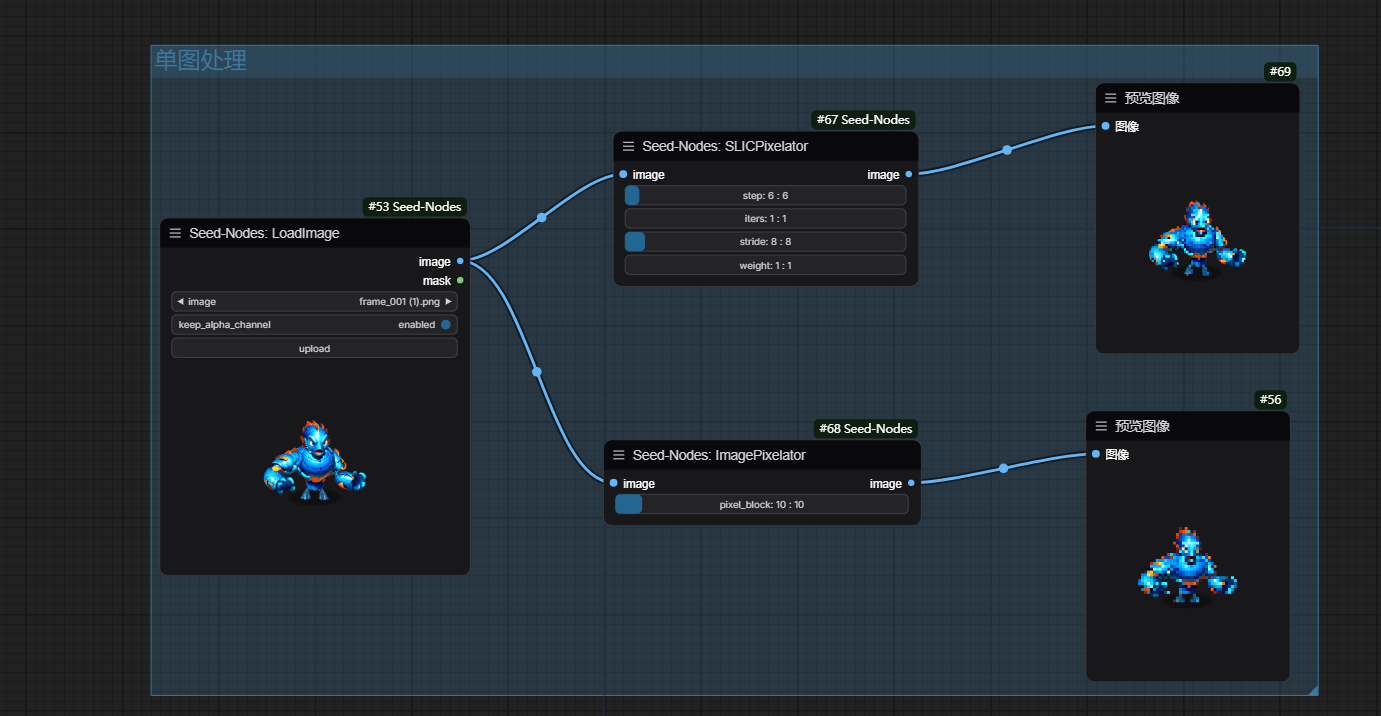 单图处理
#53 Seed-Nodes
Seed-Nodes: LoadImage
image
mask
image frame_001 (1).png
keep_alpha_channel enabled
upload
#67 Seed-Nodes
Seed-Nodes: SLICPixelator
image image
step: 6 : 6
iters: 1 : 1
stride: 8 : 8
weight: 1 : 1
#69
预览图像
图像
#68 Seed-Nodes
Seed-Nodes: ImagePixelator
image image
pixel_block: 10 : 10
#56
预览图像
图像